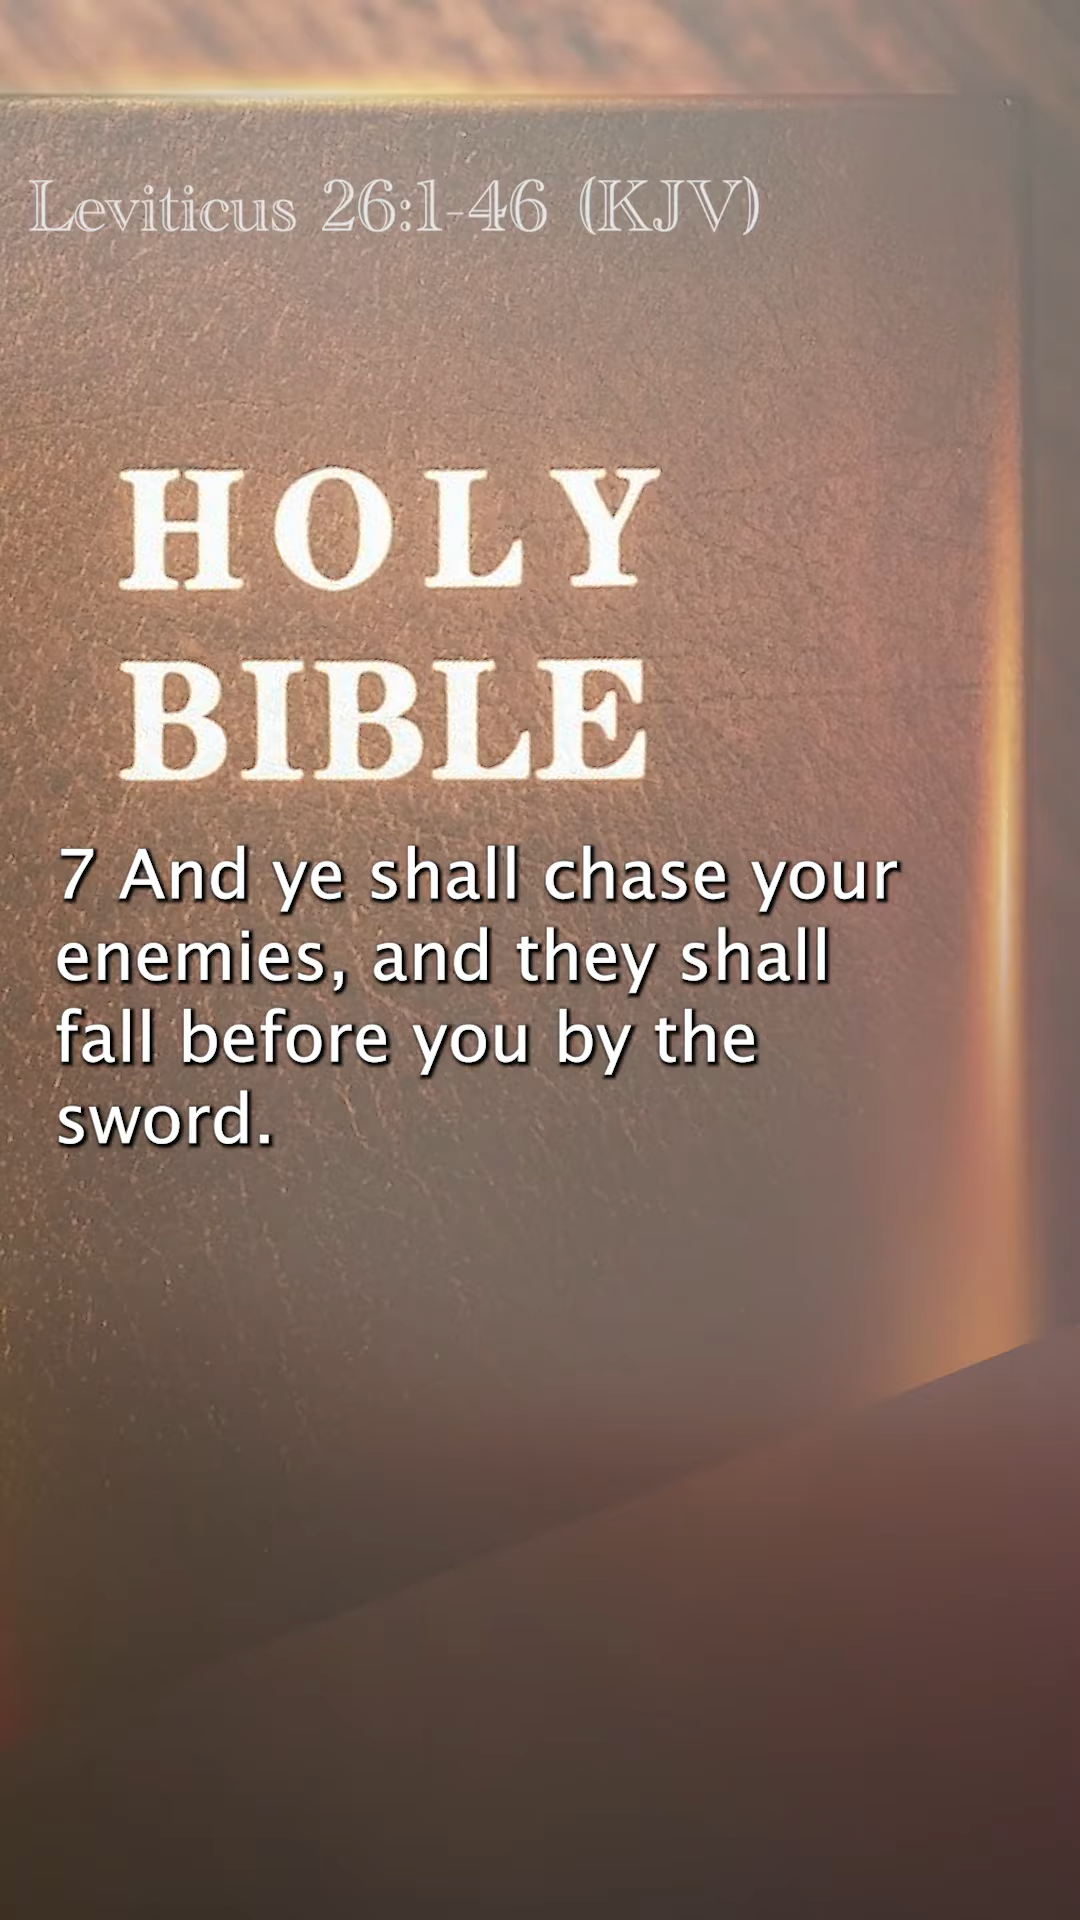 Leviticus 26:1-46 (KJV)
HOLY
BIBLE
7 And ye shall chase your
enemies, and they shall
fall before you by the
sword.